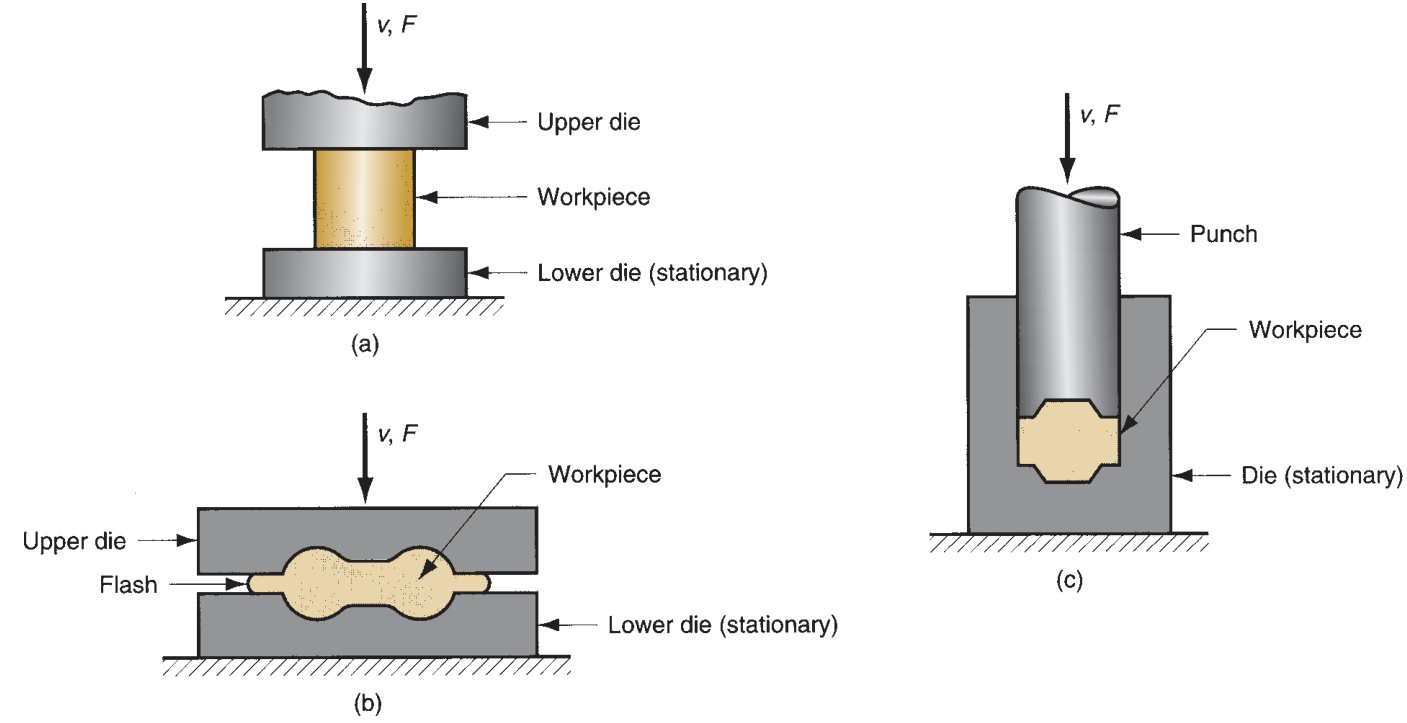 v, F
Upper die
Workpiece
Lower die (stationary)
(a)
v, F
Workpiece
Upper die
Flash
Lower die (stationary)
(b)
v, F
Punch
Workpiece
Die (stationary)
(c)